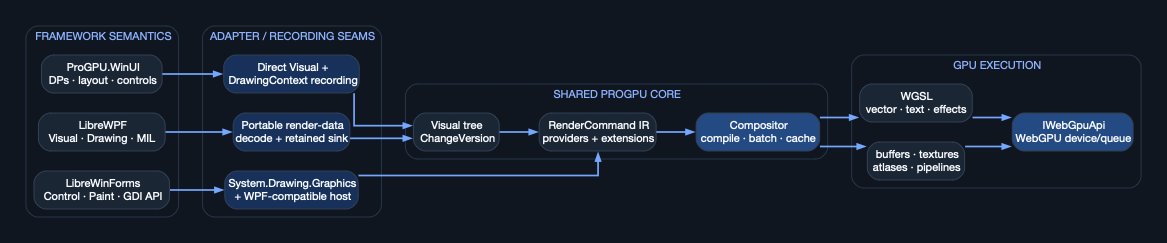 FRAMEWORK SEMANTICS
ProGPU.WinUI
DPs · layout · controls
LibreWPF
Visual · Drawing · MIL
LibreWinForms
Control · Paint · GDI API
ADAPTER / RECORDING SEAMS
Direct Visual +
DrawingContext recording
Portable render-data
decode + retained sink
System.Drawing.Graphics
+ WPF-compatible host
SHARED PROGPU CORE
Visual tree
ChangeVersion
RenderCommand IR
providers + extensions
Compositor
compile · batch · cache
GPU EXECUTION
WGSL
vector · text · effects
buffers · textures
atlases · pipelines
IWebGpuApi
WebGPU device/queue